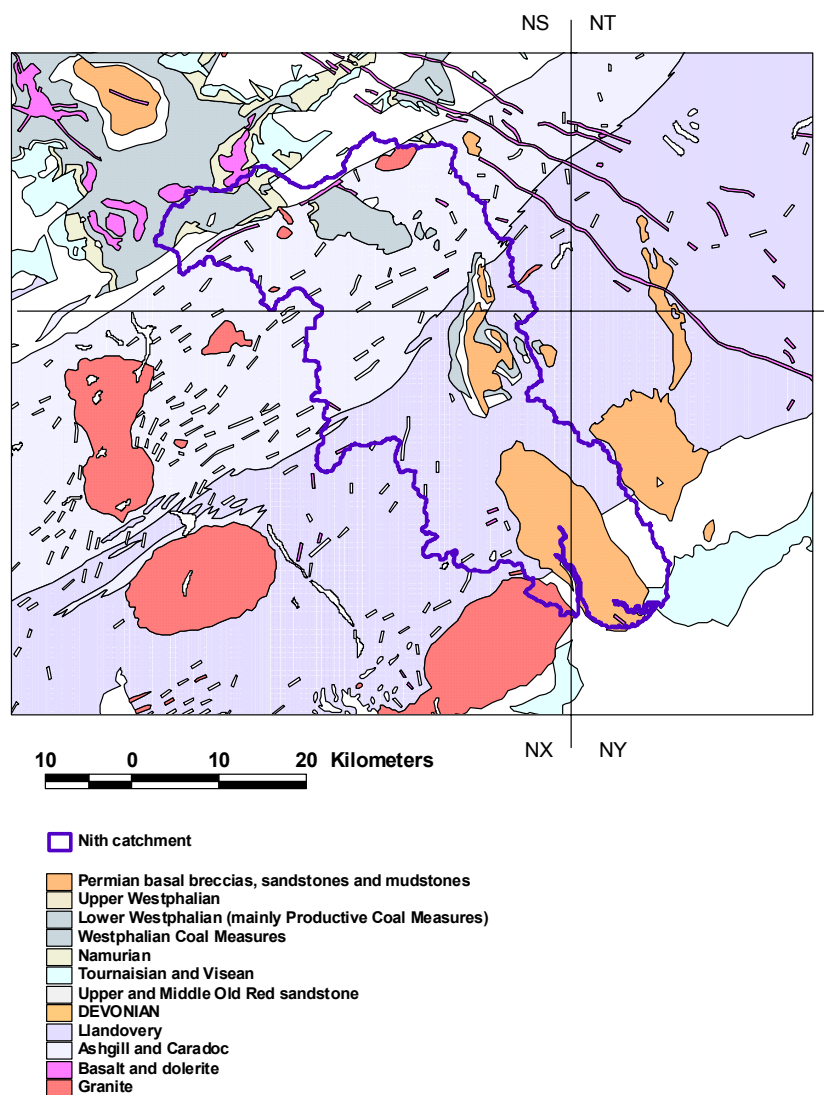 NS NT
NX NY
10 0 10 20 Kilometers
Nith catchment
Permian basal breccias, sandstones and mudstones
Upper Westphalian
Lower Westphalian (mainly Productive Coal Measures)
Westphalian Coal Measures
Namurian
Tournaisian and Visean
Upper and Middle Old Red sandstone
DEVONIAN
Llandovery
Ashgill and Caradoc
Basalt and dolerite
Granite